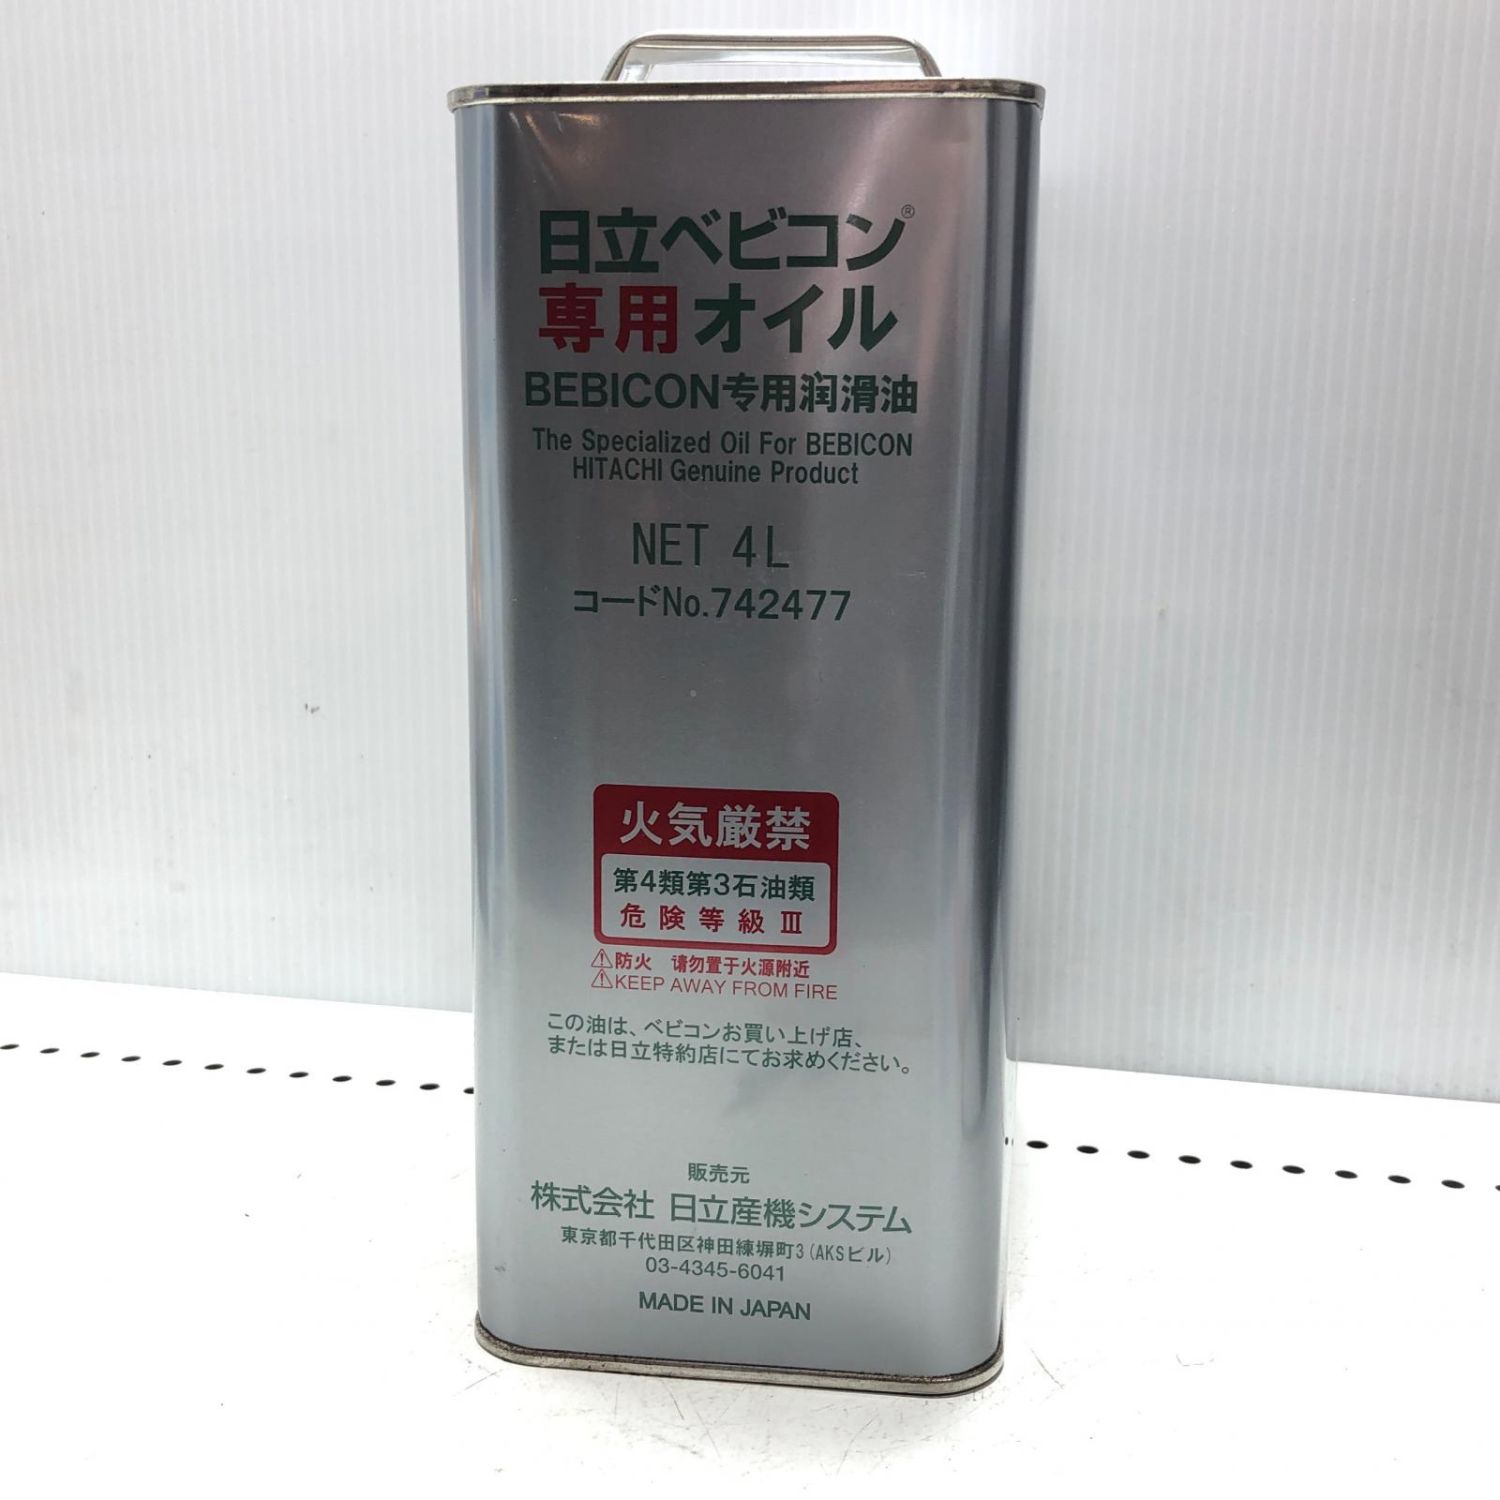 日立ベビコン®
専用オイル
BEBICON专用润滑油
The Specialized Oil For BEBICON
HITACHI Genuine Product
NET 4L
コードNo.742477
火気厳禁
第4類第3石油類
危険等級 Ⅲ
⚠防火 请勿置于火源附近
⚠KEEP AWAY FROM FIRE
この油は、ベビコンお買い上げ店、
または日立特約店にてお求めください。
販売元
株式会社 日立産機システム
東京都千代田区神田練塀町3(AKSビル)
03-4345-6041
MADE IN JAPAN